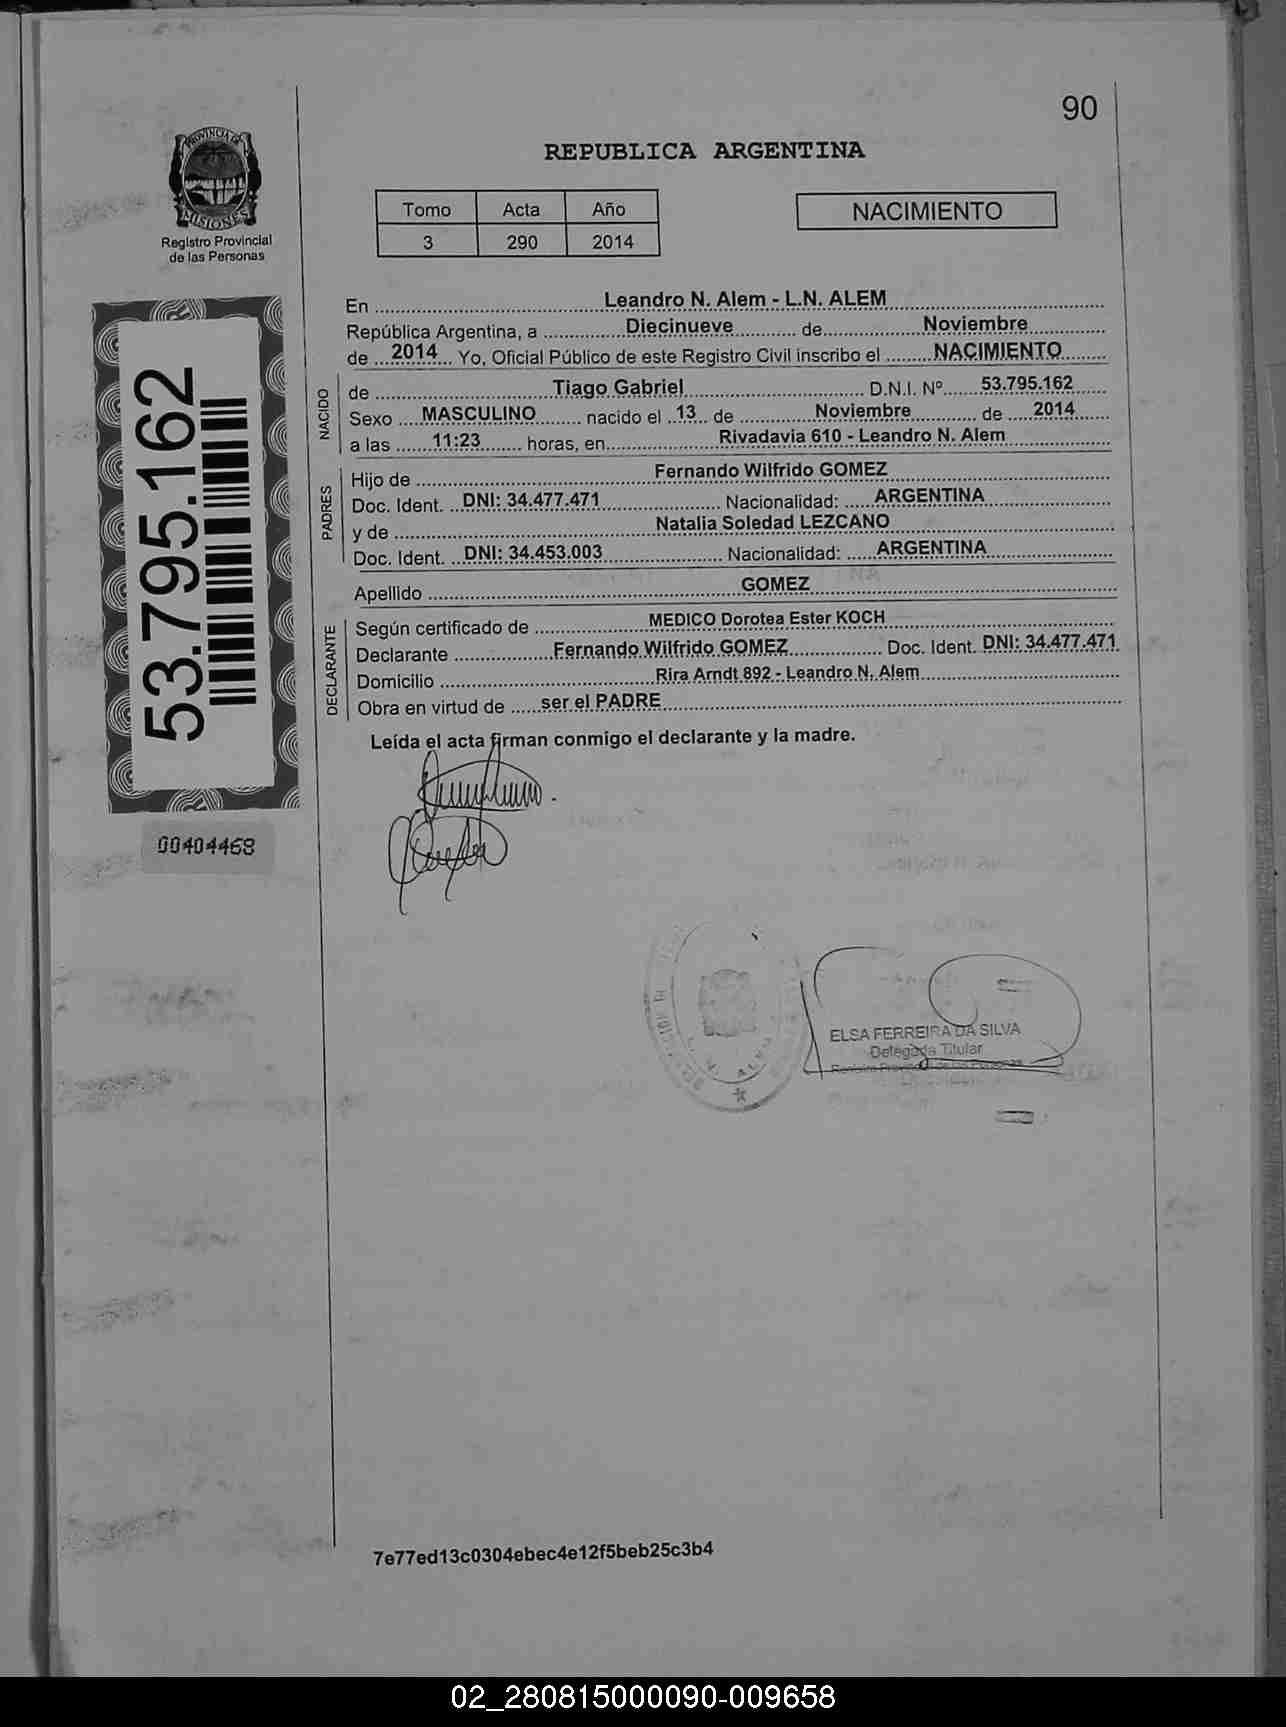 90
PROVINCIA DE
MISIONES
Registro Provincial
de las Personas
REPUBLICA ARGENTINA
Tomo Acta Año
3 290 2014
NACIMIENTO
53.795.162
00404468
En Leandro N. Alem - L.N. ALEM
República Argentina, a Diecinueve de Noviembre
de 2014 Yo, Oficial Público de este Registro Civil inscribo el NACIMIENTO
NACIDO
de Tiago Gabriel D.N.I. Nº 53.795.162
Sexo MASCULINO nacido el 13 de Noviembre de 2014
a las 11:23 horas, en Rivadavia 610 - Leandro N. Alem
PADRES
Hijo de Fernando Wilfrido GOMEZ
Doc. Ident. DNI: 34.477.471 Nacionalidad: ARGENTINA
y de Natalia Soledad LEZCANO
Doc. Ident. DNI: 34.453.003 Nacionalidad: ARGENTINA
Apellido GOMEZ
DECLARANTE
Según certificado de MEDICO Dorotea Ester KOCH
Declarante Fernando Wilfrido GOMEZ Doc. Ident. DNI: 34.477.471
Domicilio Rira Arndt 892 - Leandro N. Alem
Obra en virtud de ser el PADRE
Leída el acta firman conmigo el declarante y la madre.
ELSA FERREIRA DA SILVA
Delegada Titular
Registro Provincial de las Personas
7e77ed13c0304ebec4e12f5beb25c3b4
02_280815000090-009658